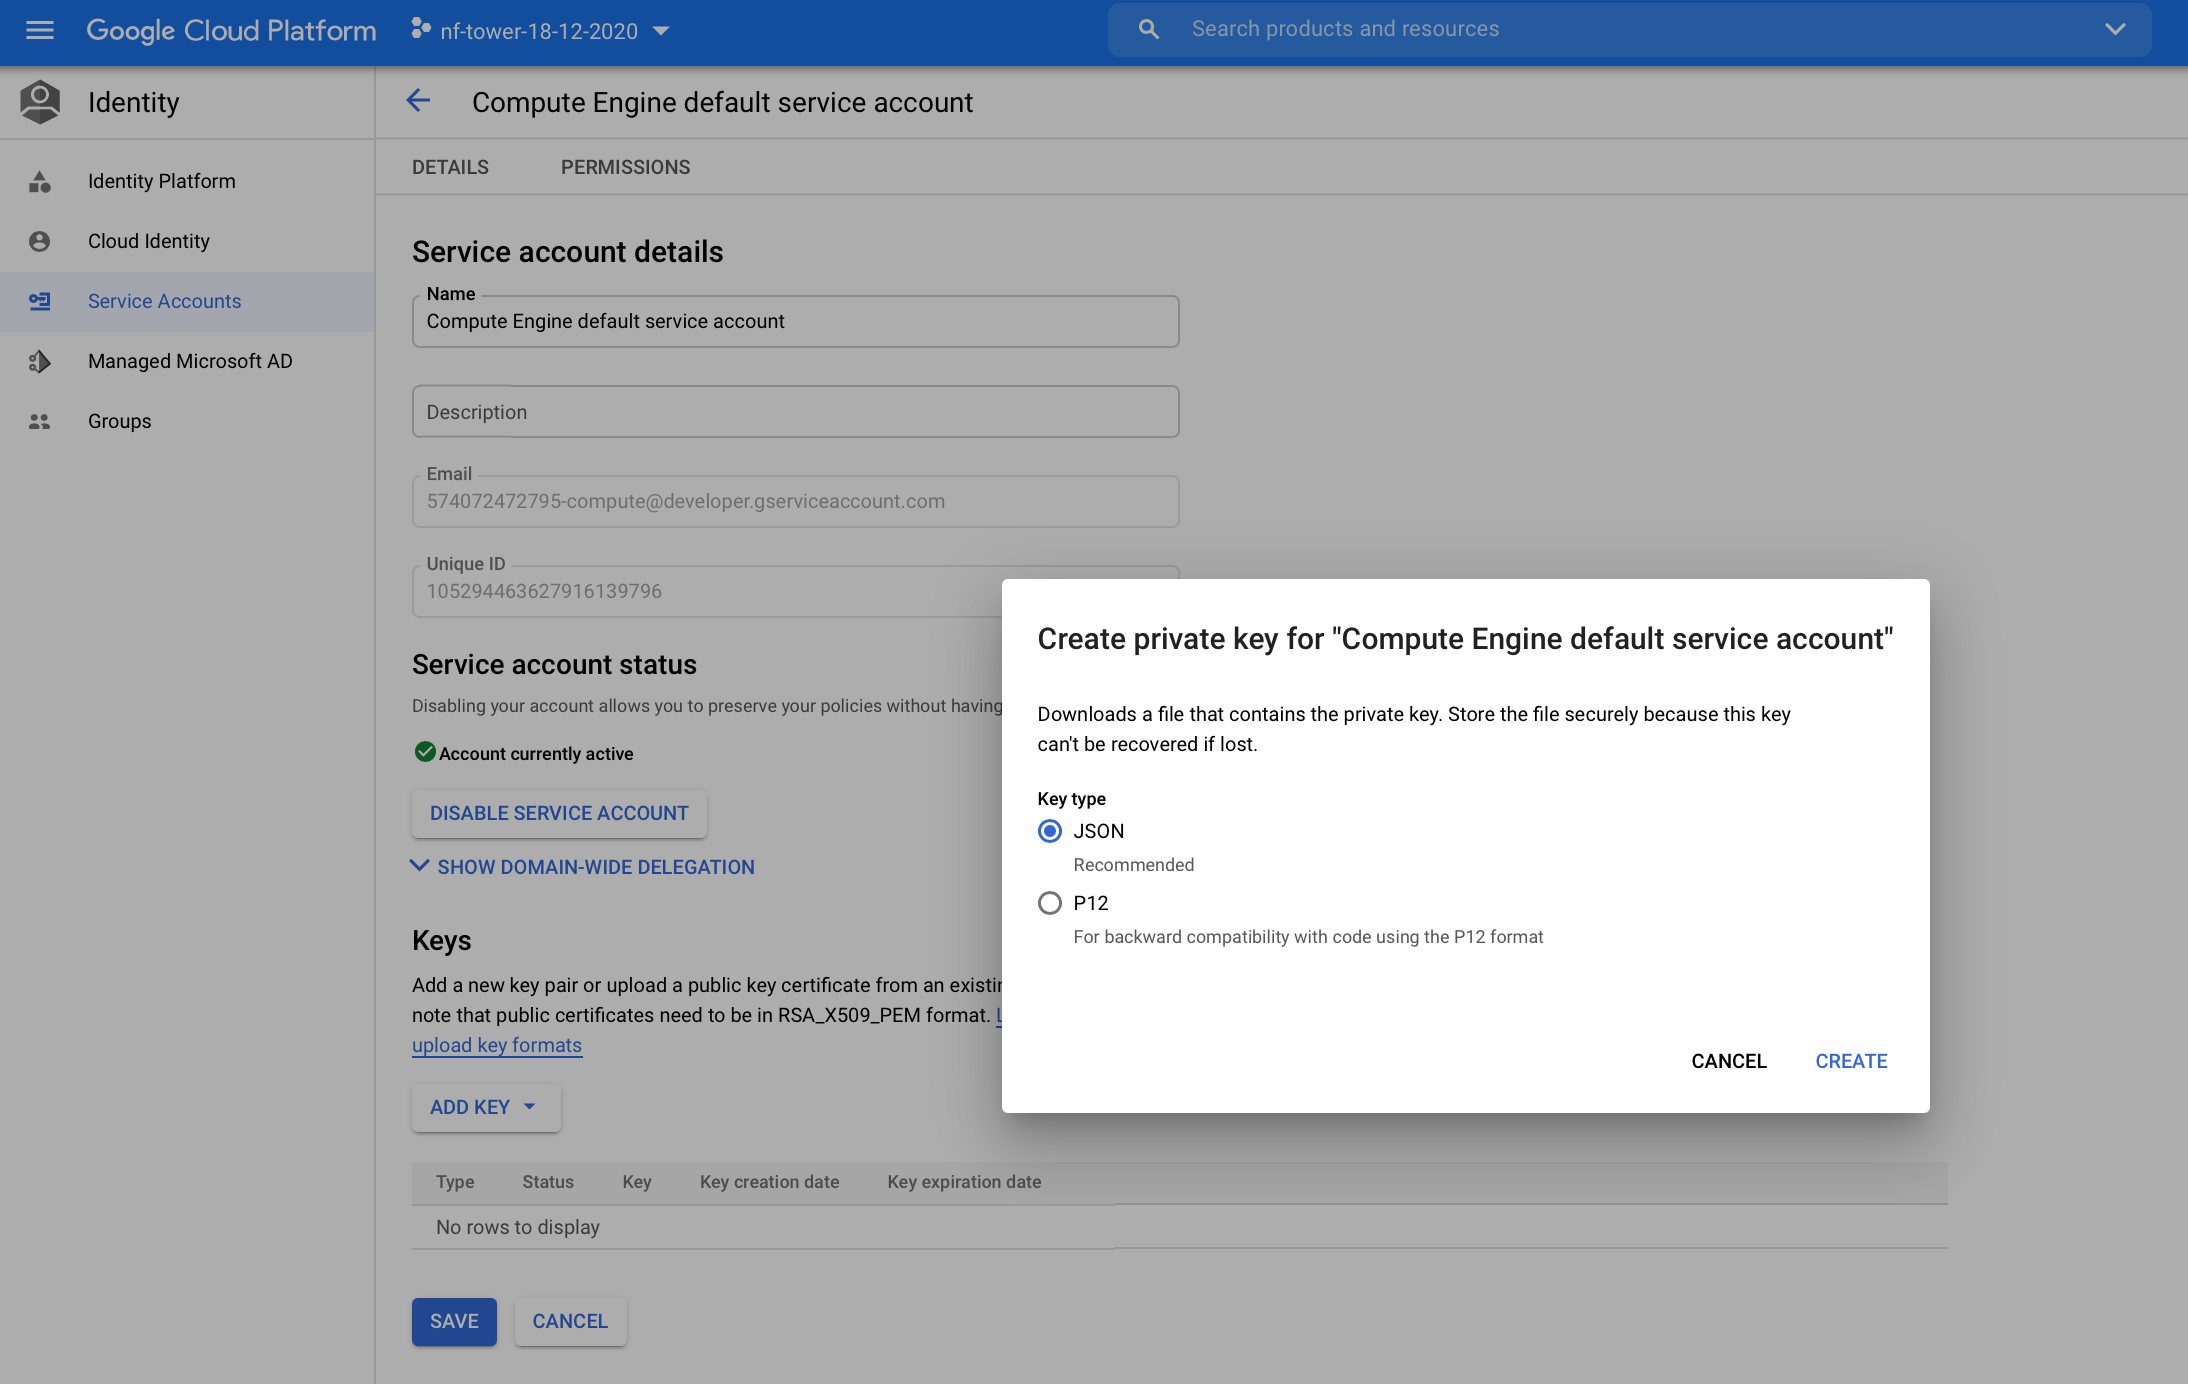 Google Cloud Platform
nf-tower-18-12-2020
Search products and resources
Identity
Compute Engine default service account
DETAILS
PERMISSIONS
Identity Platform
Cloud Identity
Service Accounts
Managed Microsoft AD
Groups
Service account details
Name
Compute Engine default service account
Description
Email
574072472795-compute@developer.gserviceaccount.com
Unique ID
105294463627916139796
Service account status
Disabling your account allows you to preserve your policies without having
Account currently active
DISABLE SERVICE ACCOUNT
SHOW DOMAIN-WIDE DELEGATION
Keys
Add a new key pair or upload a public key certificate from an
note that public certificates need to be in RSA_X509_PEM format.
upload key formats
ADD KEY
Type Status Key Key creation date Key expiration date
No rows to display
SAVE
CANCEL
Create private key for "Compute Engine default service account"
Downloads a file that contains the private key. Store the file securely because this key
can't be recovered if lost.
Key type
JSON
Recommended
P12
For backward compatibility with code using the P12 format
CANCEL
CREATE